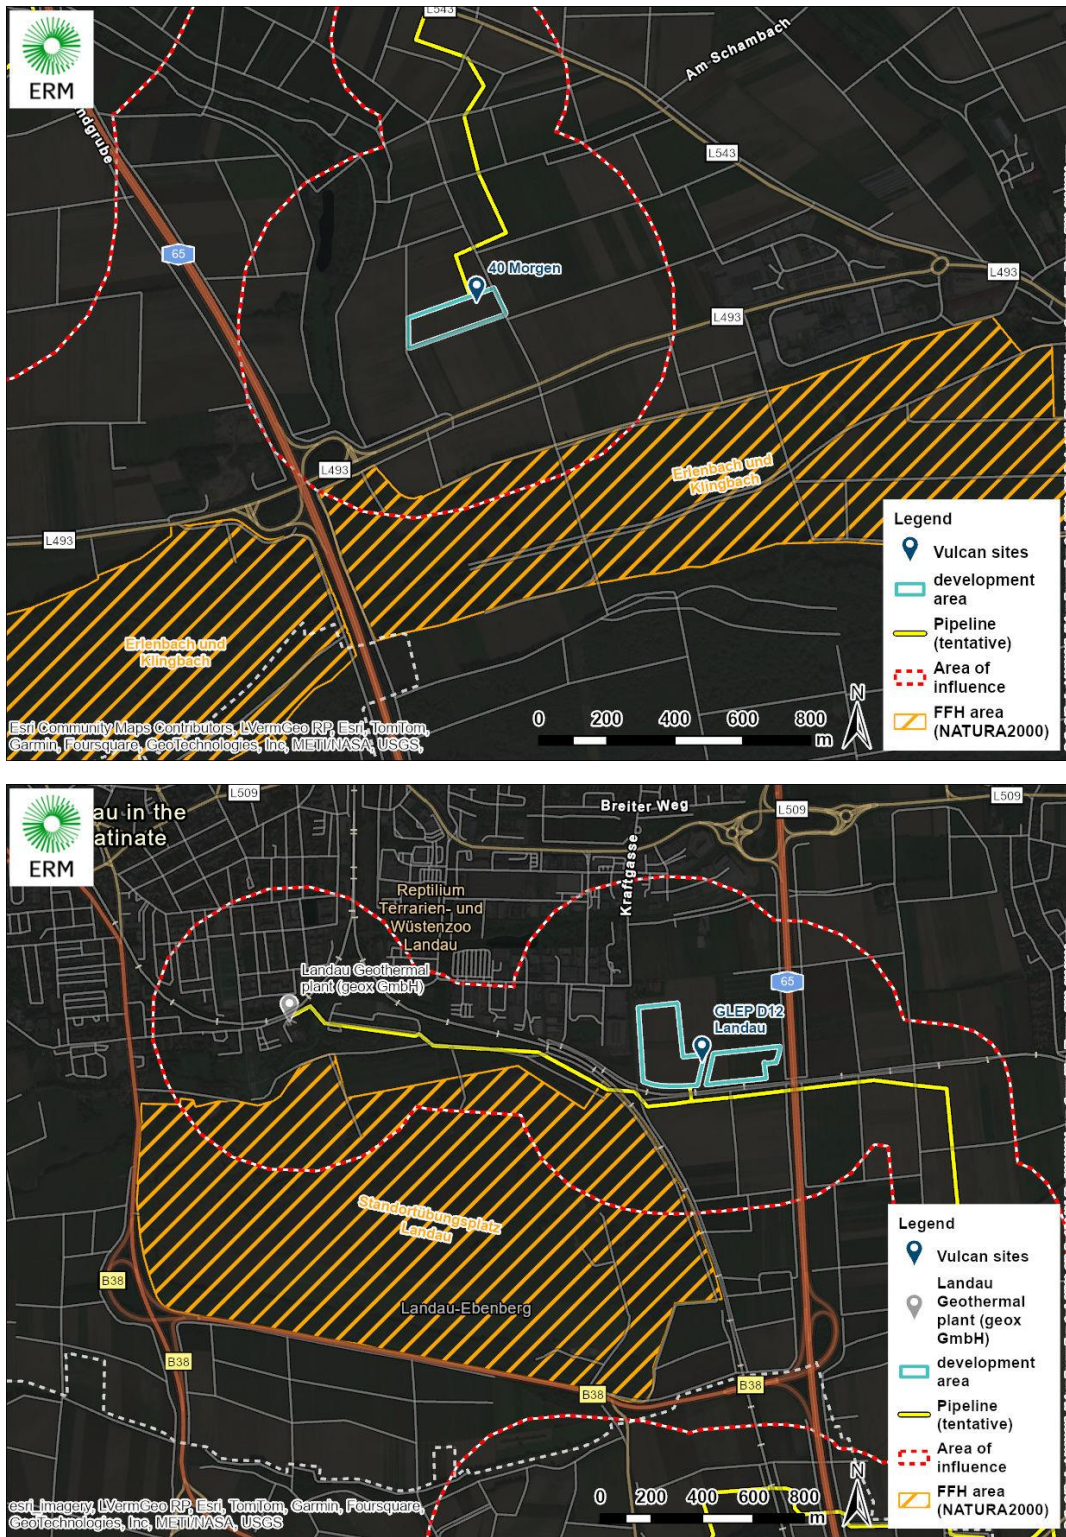 L543
ERM
Am-Schambach
ndgrube
L543
65
40 Morgen
L493
L493
L493
Erlenbach und
Klingbach
L493
Erlenbach und
Klingbach
Legend
Vulcan sites
development
area
Pipeline
(tentative)
Area of
influence
FFH area
(NATURA2000)
N
0 200 400 600 800
m
Esri Community Maps Contributors, LVermGeo RP, Esri, TomTom,
Garmin, Foursquare, GeoTechnologies, Inc, METI/NASA, USGS,
L509
L509
L509
Breiter Weg
ERM
au in the
atinate
Kraftgasse
Reptilium
Terrarien- und
Wüstenzoo
Landau
Landau Geothermal
plant (geox GmbH)
65
GLEP D12
Landau
Standortübungsplatz
Landau
B38
Landau-Ebenberg
B38
B38
B38
Legend
Vulcan sites
Landau
Geothermal
plant (geox
GmbH)
development
area
Pipeline
(tentative)
Area of
influence
FFH area
(NATURA2000)
N
0 200 400 600 800
m
esri_imagery, LVermGeo RP, Esri, TomTom, Garmin, Foursquare,
GeoTechnologies, Inc, METI/NASA, USGS